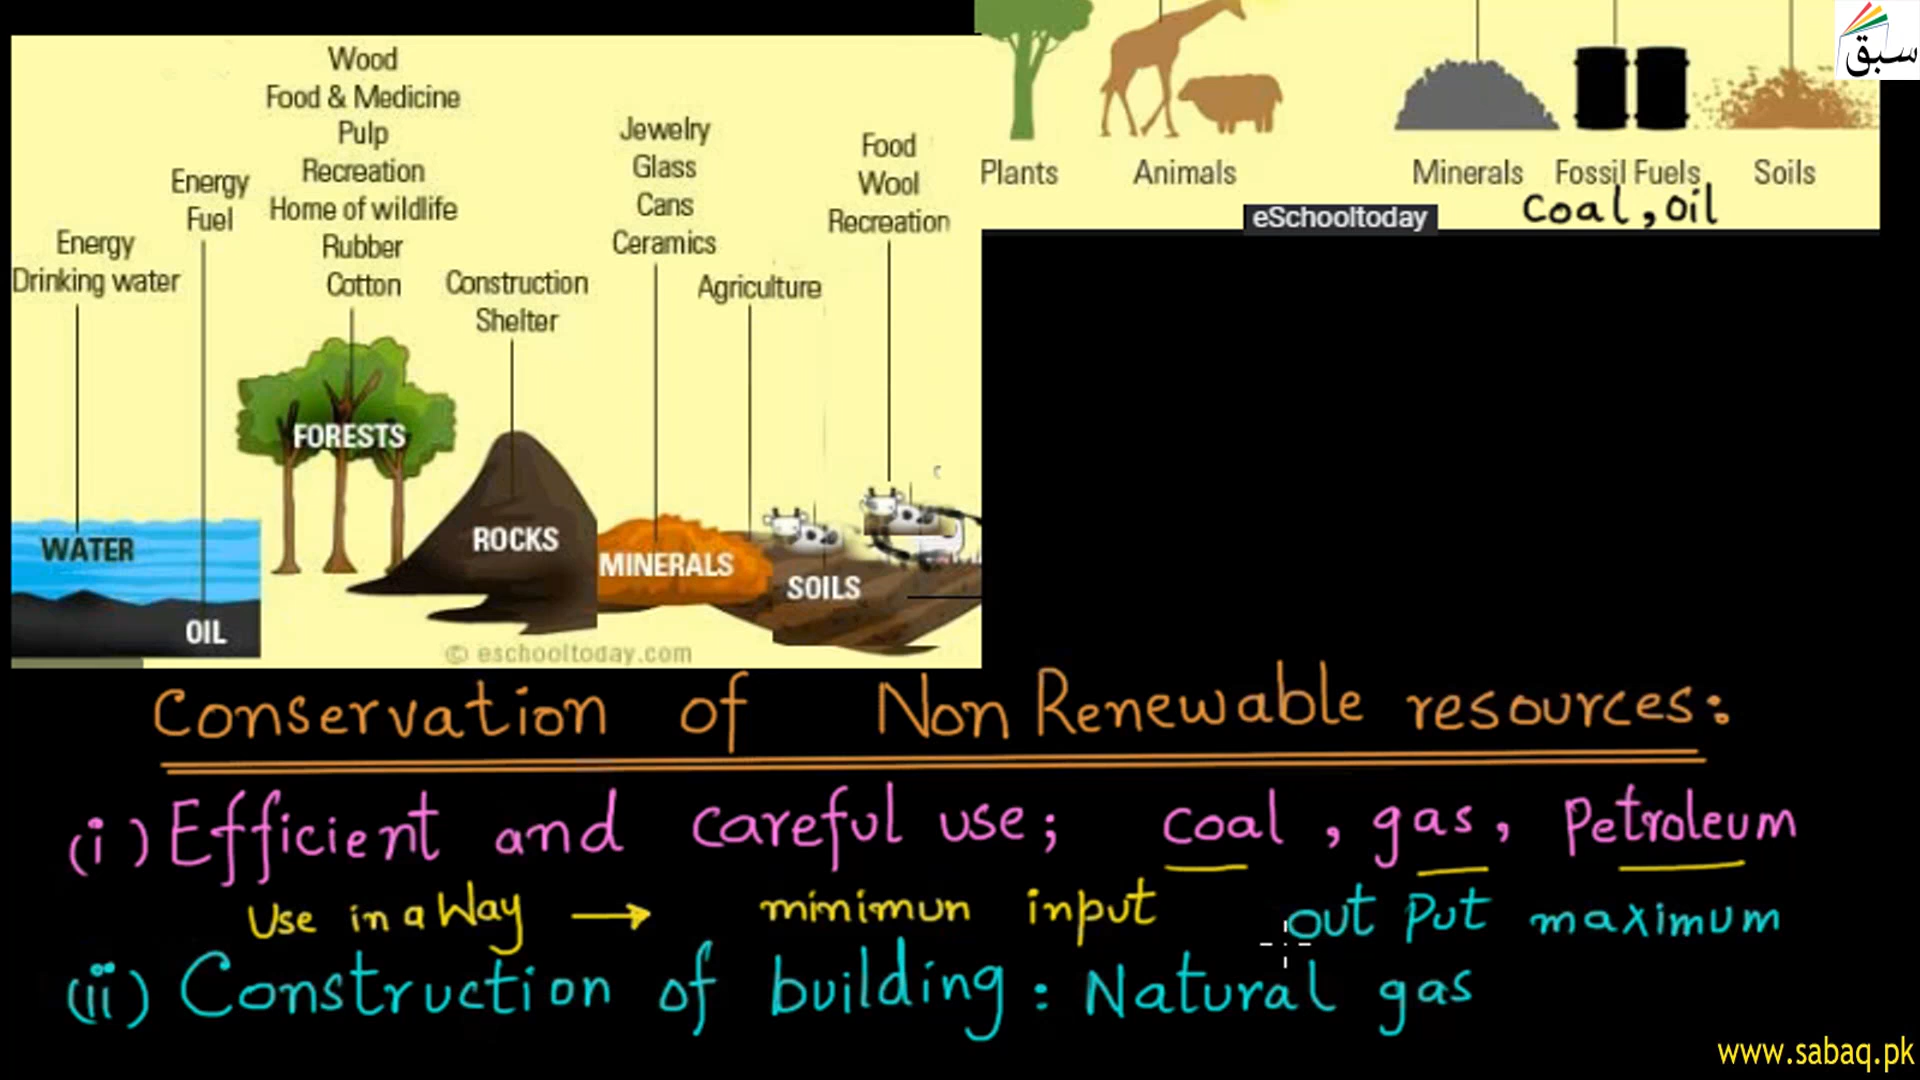 Wood
Food & Medicine
Pulp
Recreation
Home of wildlife
Rubber
Cotton
Energy
Fuel
Energy
Drinking water
Construction
Shelter
Jewelry
Glass
Cans
Ceramics
Agriculture
Food
Wool
Recreation
FORESTS
WATER
OIL
ROCKS
MINERALS
SOILS
© eschooltoday.com
Plants
Animals
Minerals
Fossil Fuels
Soils
Coal, oil
eSchooltoday
سبق
Conservation of Non Renewable resources:
(i) Efficient and careful use; coal, gas, Petroleum
Use in a Way → minimun input out Put maximum
(ii) Construction of building: Natural gas
www.sabaq.pk